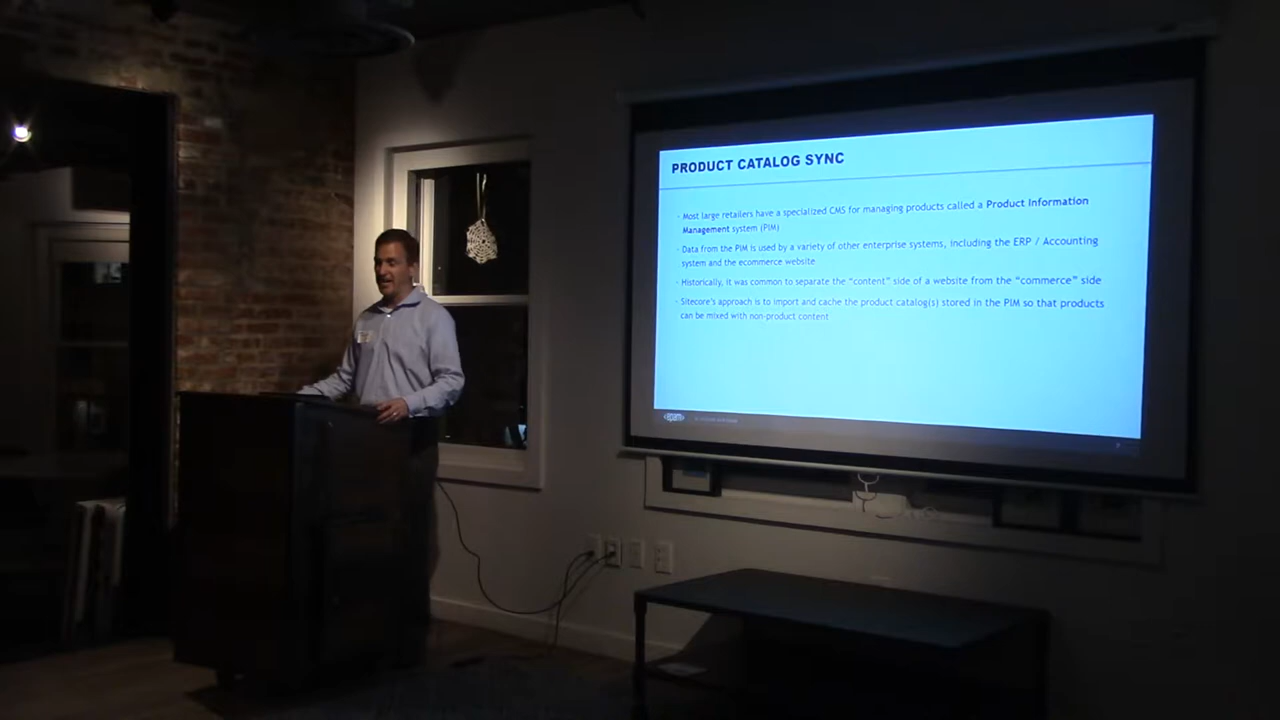 PRODUCT CATALOG SYNC
Most large retailers have a specialized CMS for managing products called a Product Information
Management system (PIM)
Data from the PIM is used by a variety of other enterprise systems, including the ERP / Accounting
system and the ecommerce website
Historically, it was common to separate the “content” side of a website from the “commerce” side
Sitecore’s approach is to import and cache the product catalog(s) stored in the PIM so that products
can be mixed with non-product content